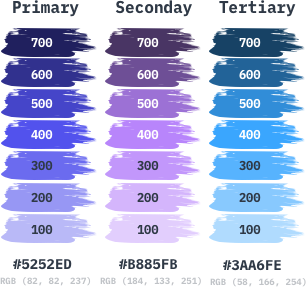 Primary Seconday Tertiary
700 700 700
600 600 600
500 500 500
400 400 400
300 300 300
200 200 200
100 100 100
#5252ED #B885FB #3AA6FE
RGB (82, 82, 237) RGB (184, 133, 251) RGB (58, 166, 254)